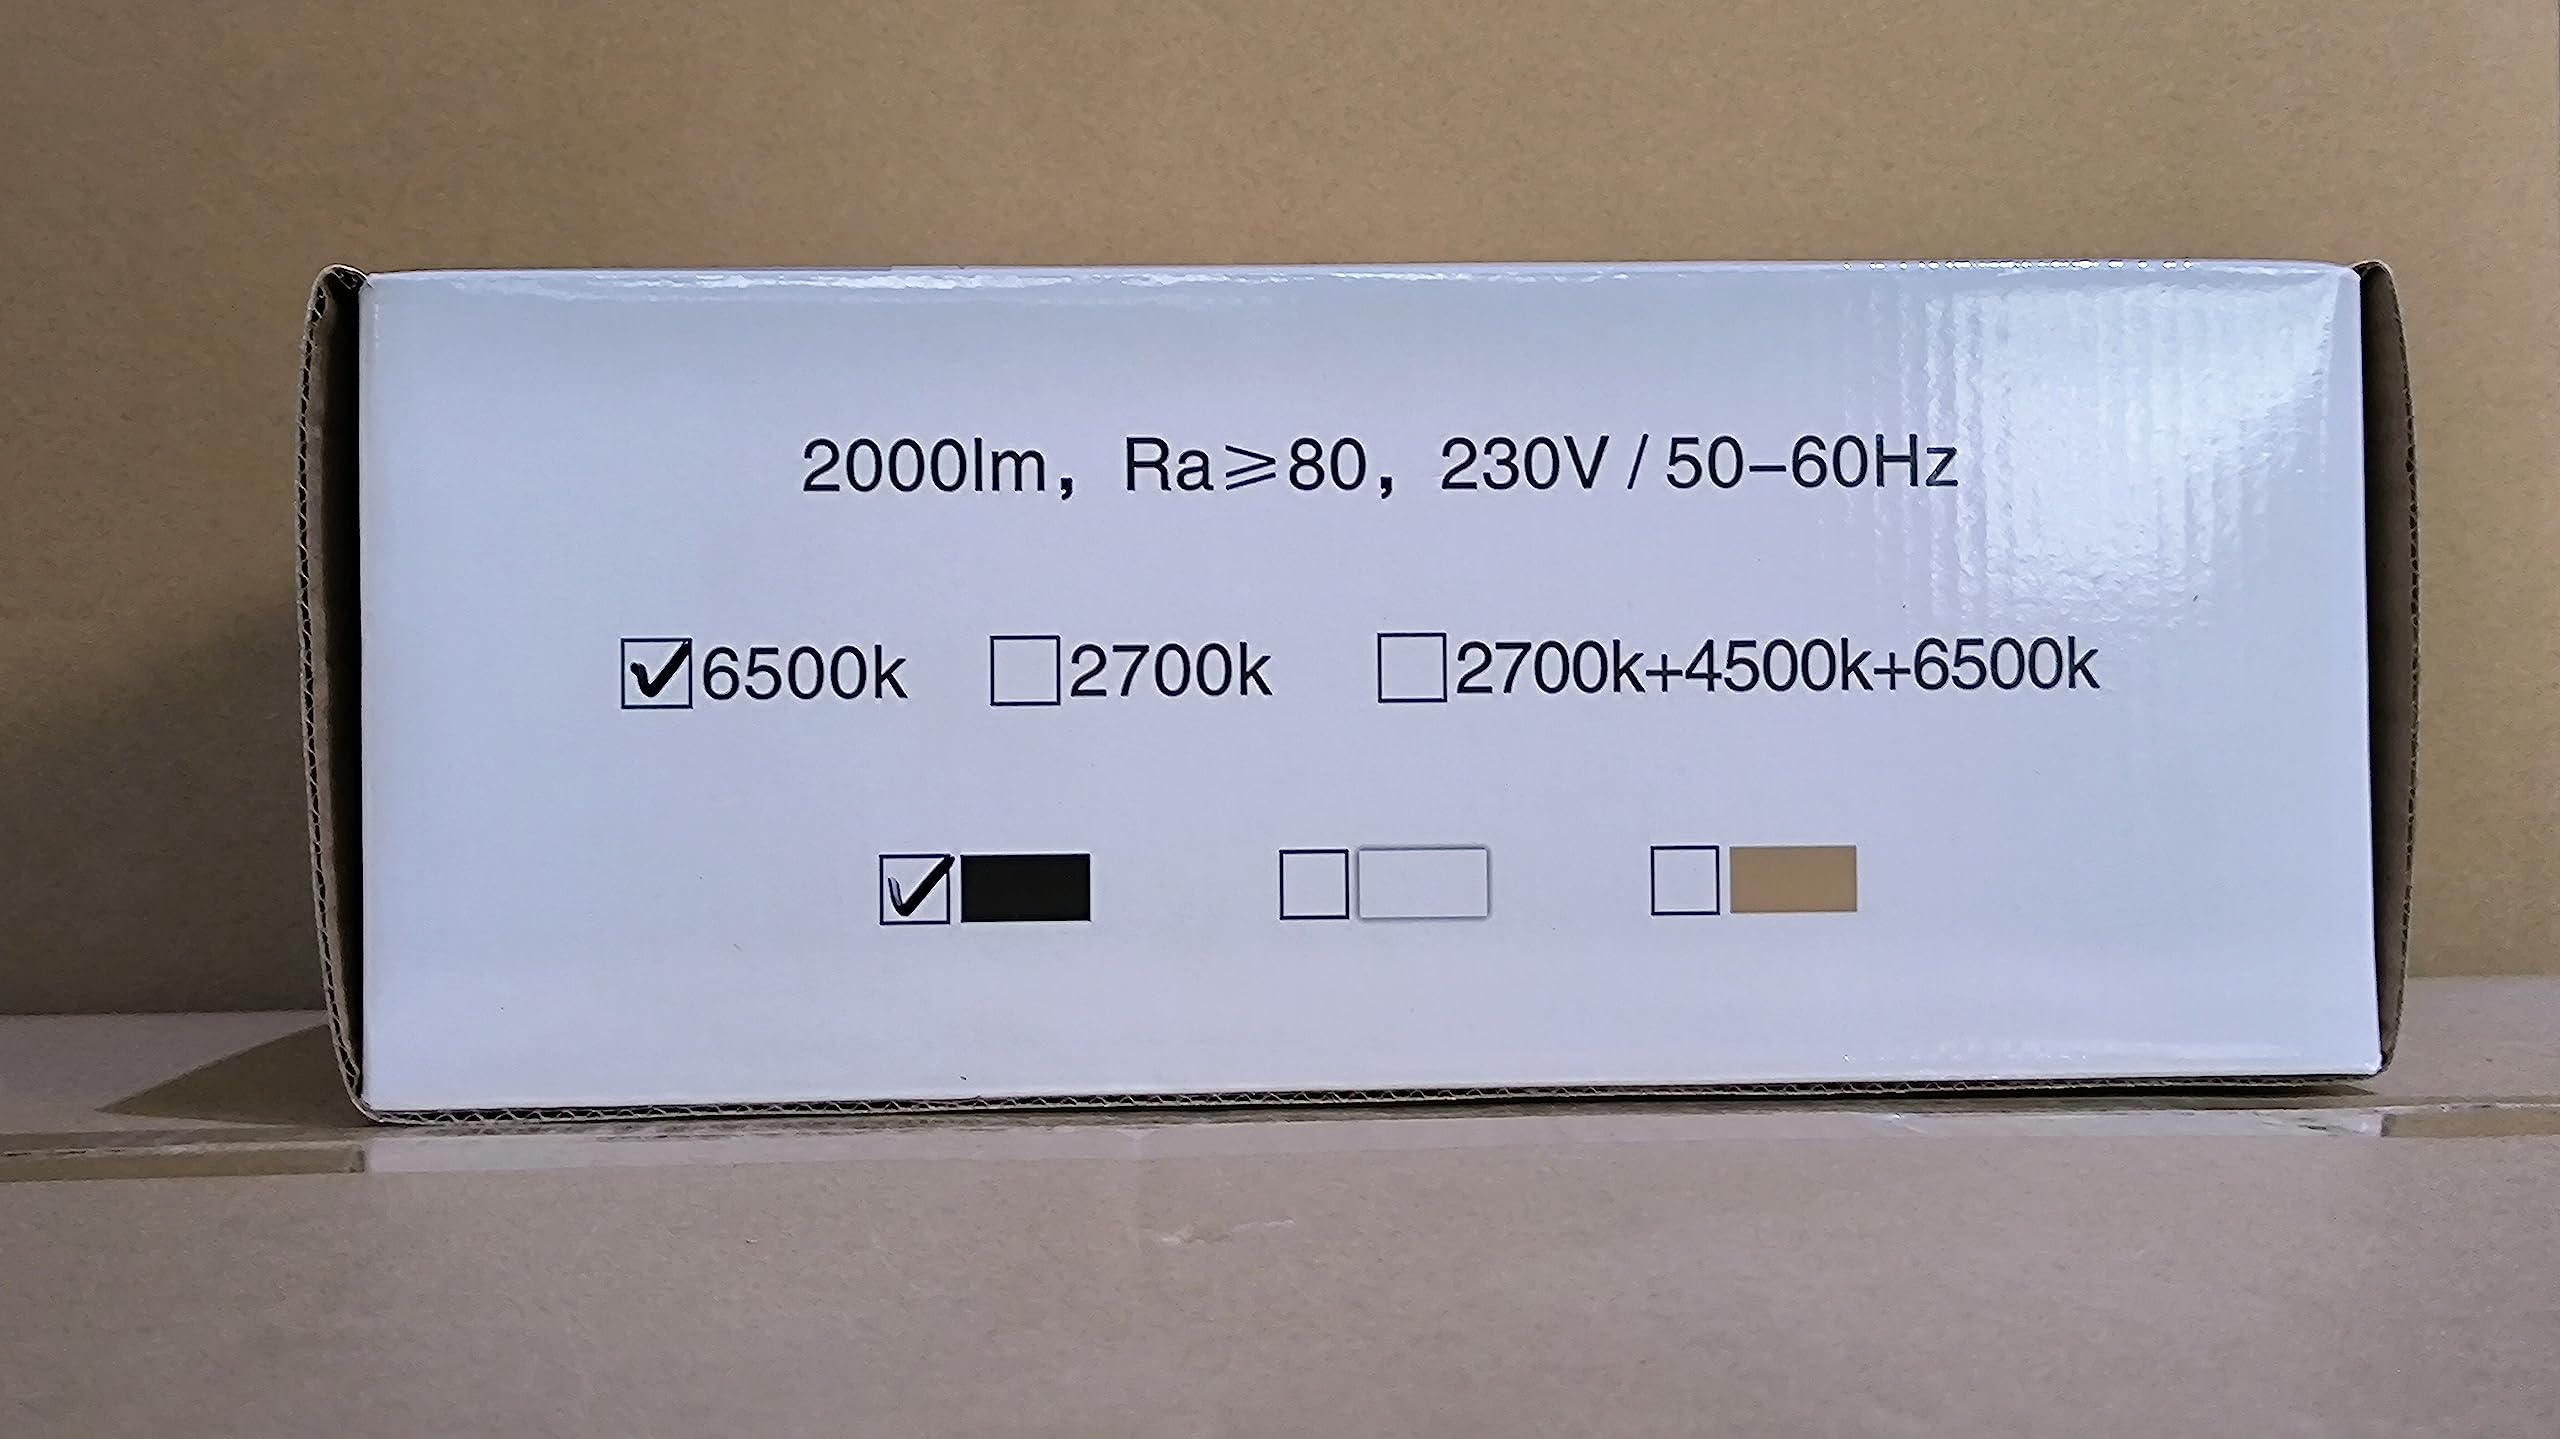 2000lm, Ra⩾80, 230V / 50–60Hz
☑6500k ☐2700k ☐2700k+4500k+6500k